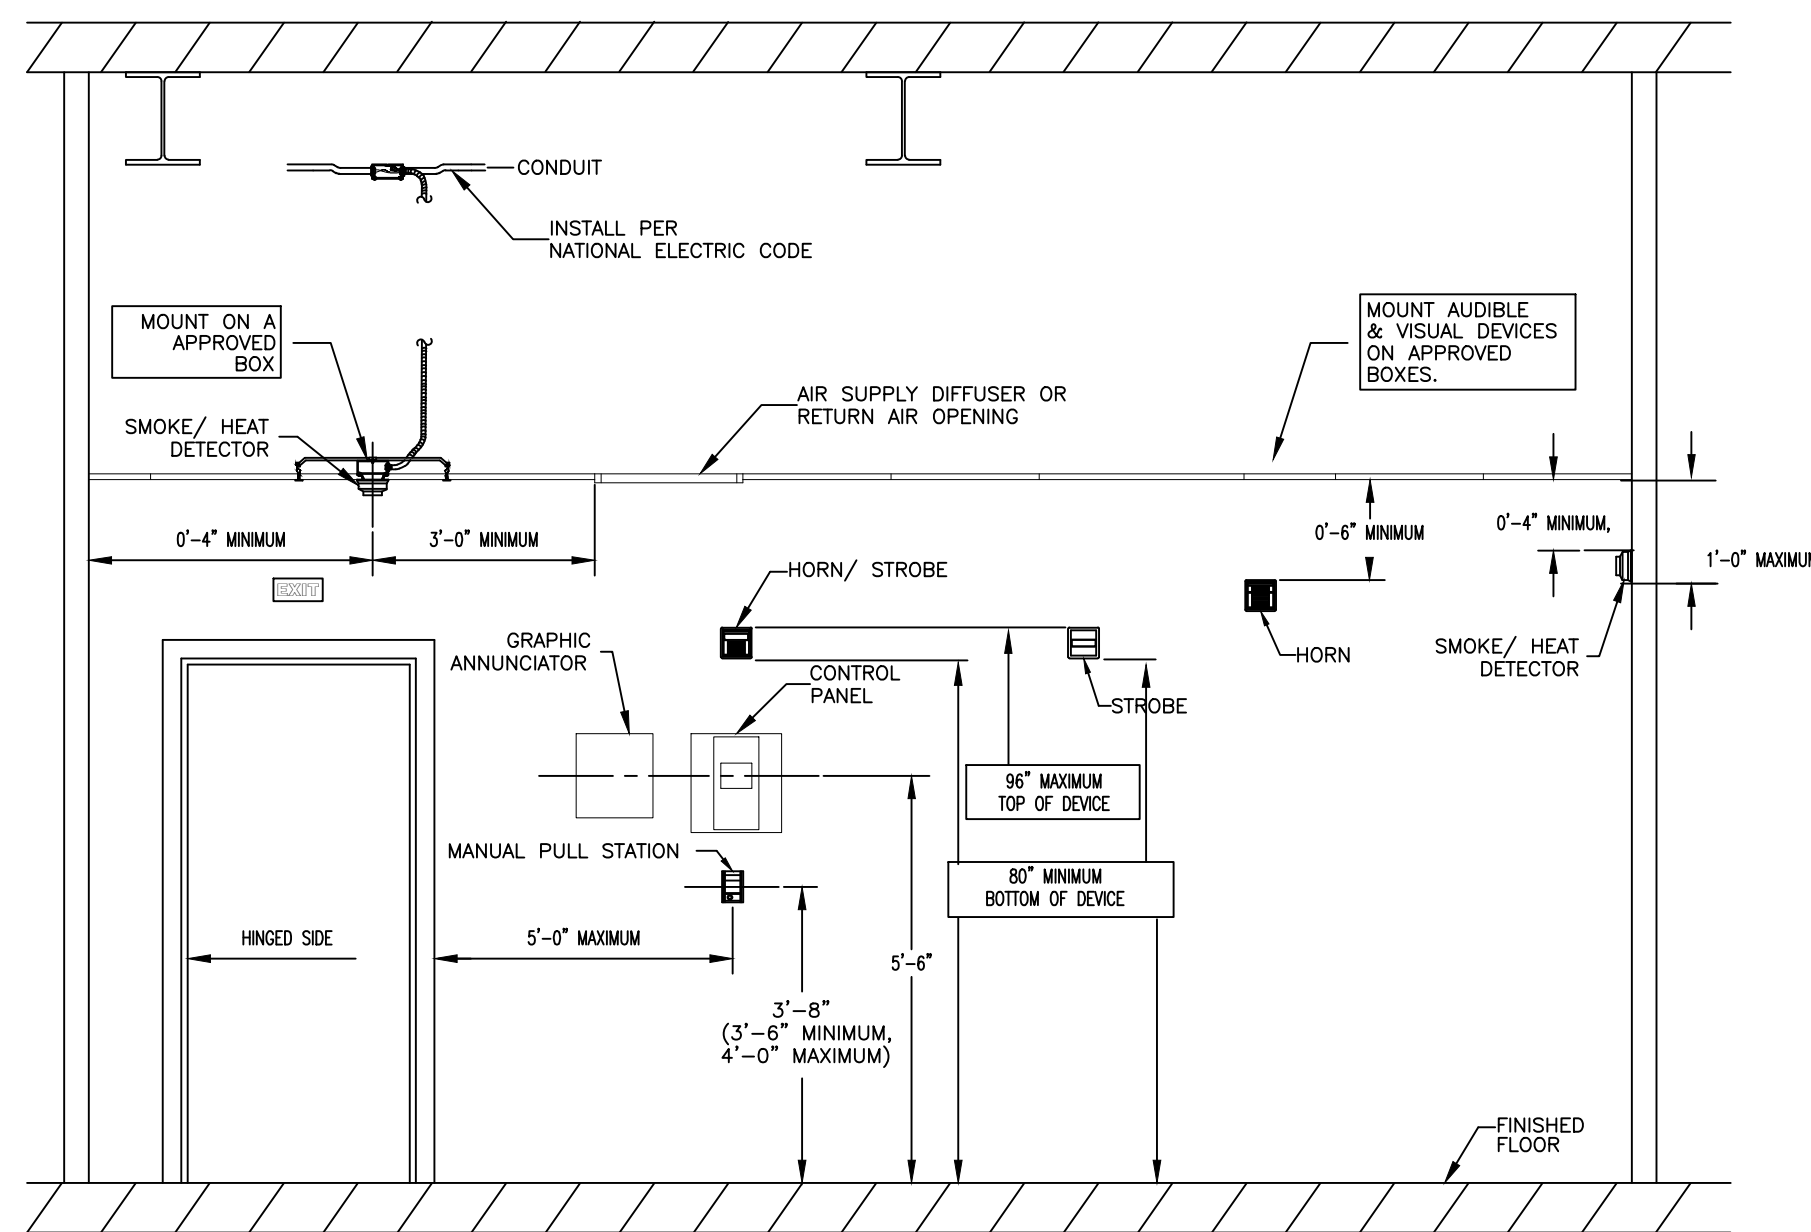 CONDUIT
INSTALL PER
NATIONAL ELECTRIC CODE
MOUNT ON A
APPROVED
BOX
MOUNT AUDIBLE
& VISUAL DEVICES
ON APPROVED
BOXES.
AIR SUPPLY DIFFUSER OR
RETURN AIR OPENING
SMOKE/ HEAT
DETECTOR
0'-4" MINIMUM
3'-0" MINIMUM
0'-6" MINIMUM
0'-4" MINIMUM,
1'-0" MAXIMUM
EXIT
HORN/ STROBE
GRAPHIC
ANNUNCIATOR
CONTROL
PANEL
HORN
SMOKE/ HEAT
DETECTOR
STROBE
96" MAXIMUM
TOP OF DEVICE
MANUAL PULL STATION
80" MINIMUM
BOTTOM OF DEVICE
HINGED SIDE
5'-0" MAXIMUM
5'-6"
3'-8"
(3'-6" MINIMUM,
4'-0" MAXIMUM)
FINISHED
FLOOR